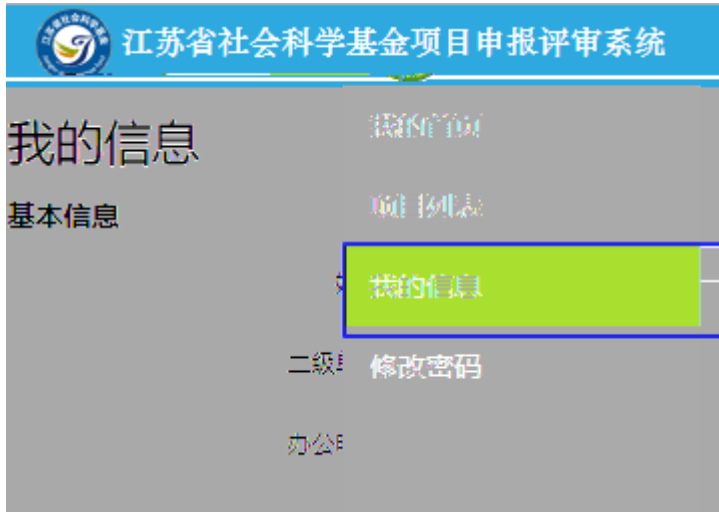 江苏省社会科学基金项目申报评审系统
我的信息
基本信息
我的首页
项目列表
我的信息
修改密码
二级
办公